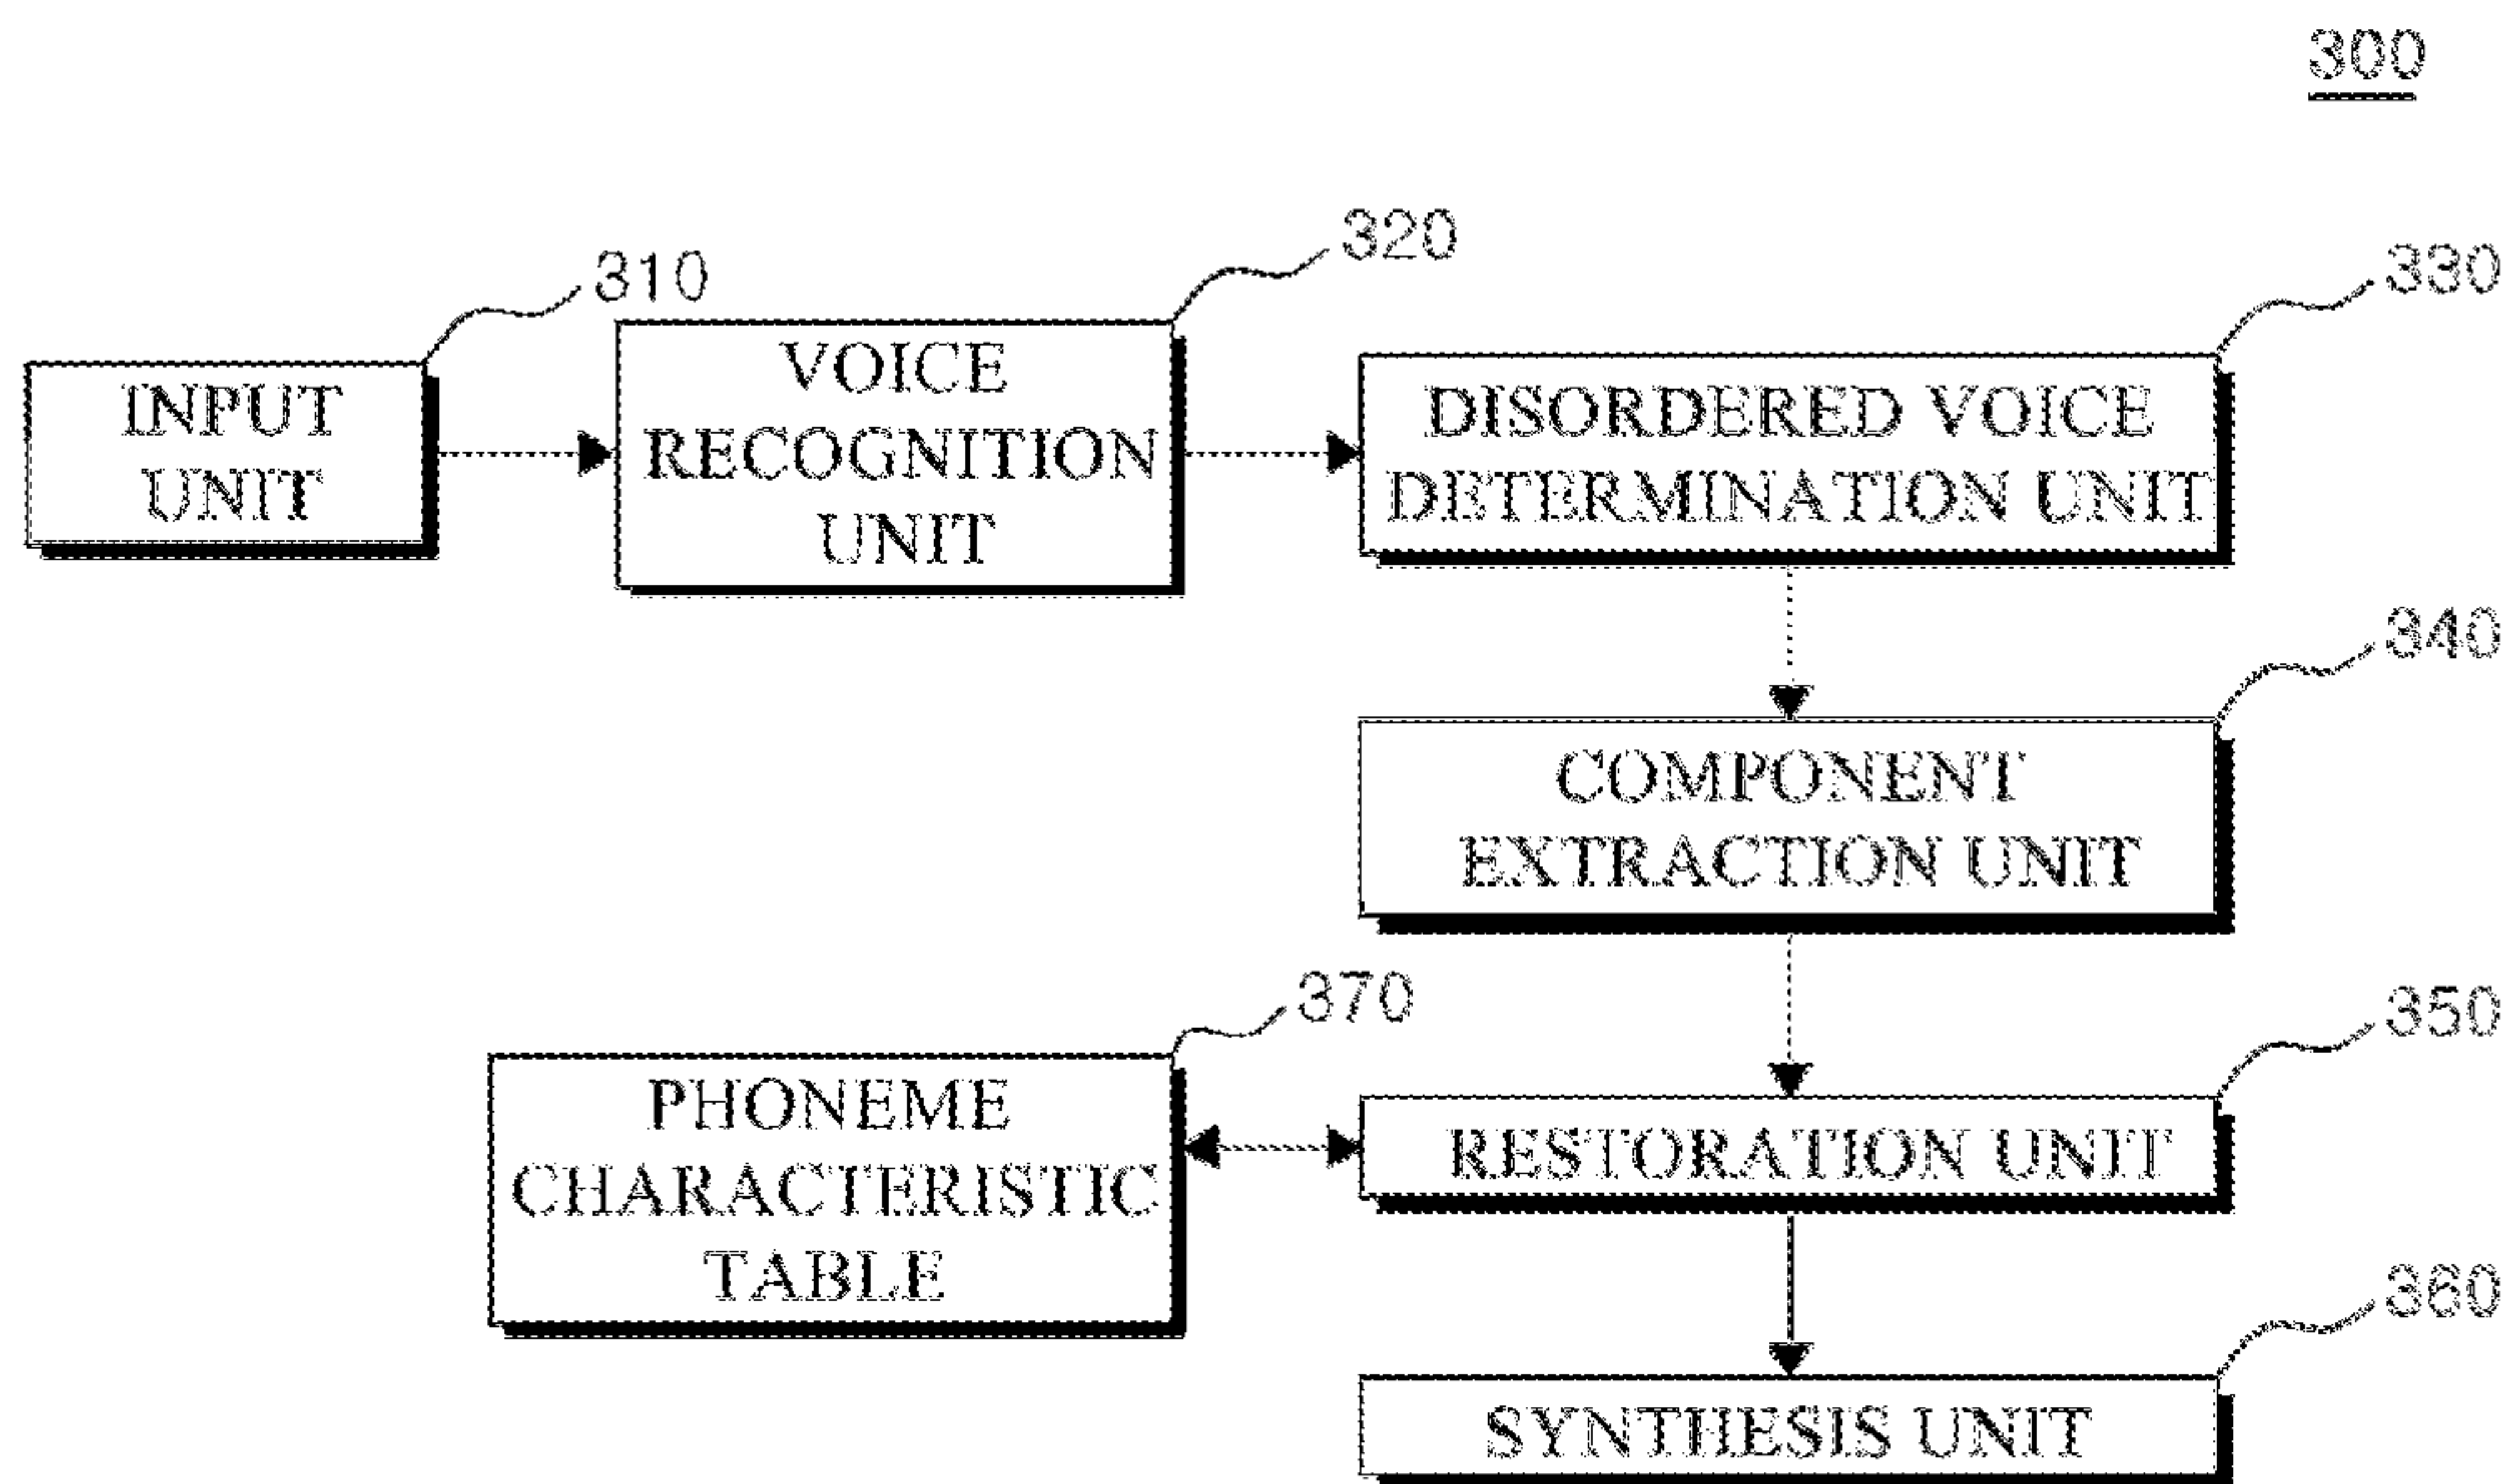 300
310
320
330
INPUT
UNIT
VOICE
RECOGNITION
UNIT
DISORDERED VOICE
DETERMINATION UNIT
340
COMPONENT
EXTRACTION UNIT
370
350
PHONEME
CHARACTERISTIC
TABLE
RESTORATION UNIT
360
SYNTHESIS UNIT